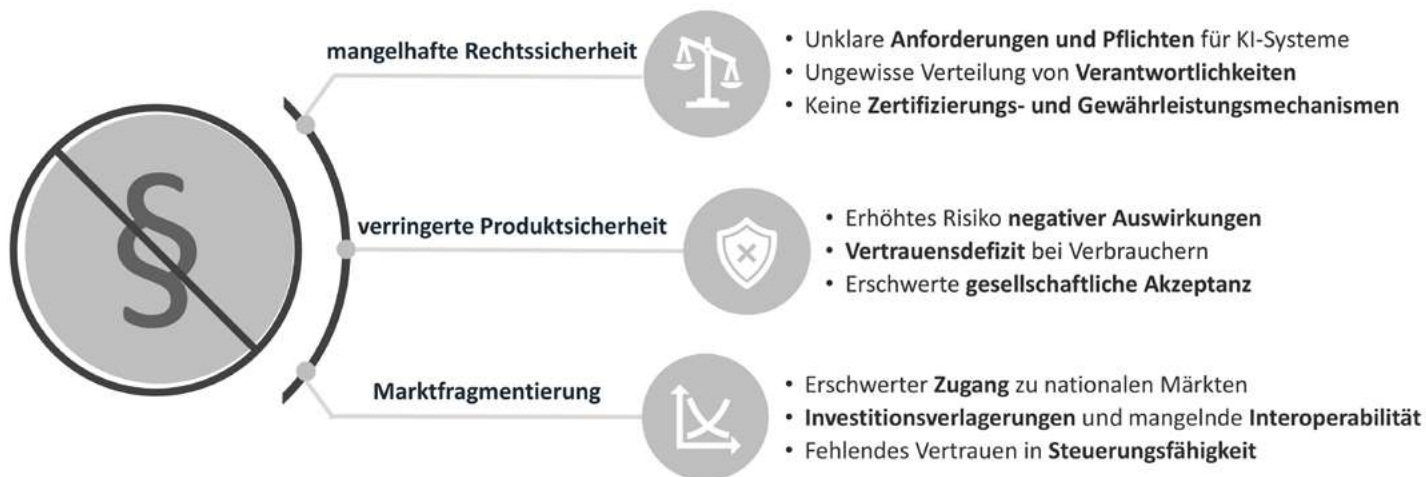 mangelhafte Rechtssicherheit
• Unklare Anforderungen und Pflichten für KI-Systeme
• Ungewisse Verteilung von Verantwortlichkeiten
• Keine Zertifizierungs- und Gewährleistungsmechanismen
§
verringerte Produktsicherheit
• Erhöhtes Risiko negativer Auswirkungen
• Vertrauensdefizit bei Verbrauchern
• Erschwerte gesellschaftliche Akzeptanz
Marktfragmentierung
• Erschwerter Zugang zu nationalen Märkten
• Investitionsverlagerungen und mangelnde Interoperabilität
• Fehlendes Vertrauen in Steuerungsfähigkeit